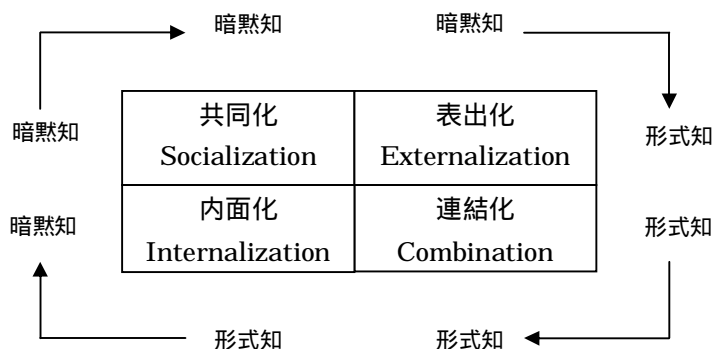 暗黙知 暗黙知
暗黙知
共同化 表出化
形式知
Socialization Externalization
暗黙知
内面化 連結化
形式知
Internalization Combination
形式知 形式知